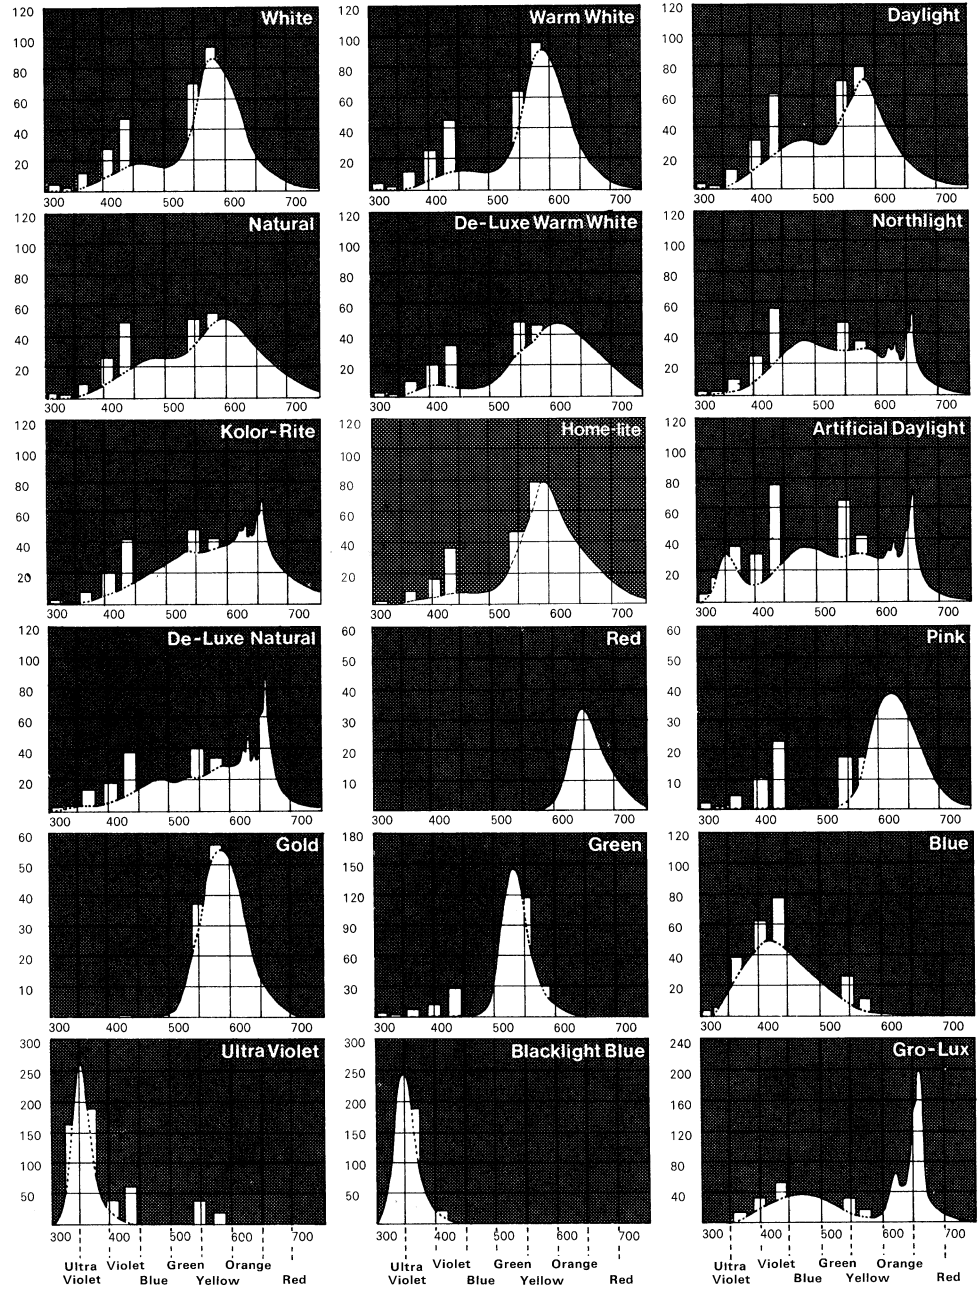 White
120
100
80
60
40
20
300 400 500 600 700
Warm White
120
100
80
60
40
20
300 400 500 600 700
Daylight
120
100
80
60
40
20
300 400 500 600 700
Natural
120
100
80
60
40
20
300 400 500 600 700
De-Luxe Warm White
120
100
80
60
40
20
300 400 500 600 700
Northlight
120
100
80
60
40
20
300 400 500 600 700
Kolor-Rite
120
100
80
60
40
20
300 400 500 600 700
Home-lite
120
100
80
60
40
20
300 400 500 600 700
Artificial Daylight
120
100
80
60
40
20
300 400 500 600 700
De-Luxe Natural
120
100
80
60
40
20
400 500 600 700
Red
60
50
40
30
20
10
400 500 600 700
Pink
60
50
40
30
20
10
400 500 600 700
Gold
60
50
40
30
20
10
300 400 500 600 700
Green
180
150
120
90
60
30
300 400 500 600 700
Blue
120
100
80
60
40
20
300 400 500 600 700
Ultra Violet
300
250
200
150
100
50
300 400 500 600 700
Ultra Violet
Violet
Blue
Green
Yellow
Orange
Red
Blacklight Blue
300
250
200
150
100
50
300 400 500 600 700
Ultra Violet
Violet
Blue
Green
Yellow
Orange
Red
Gro-Lux
240
200
160
120
80
40
300 400 500 600 700
Ultra Violet
Violet
Blue
Green
Yellow
Orange
Red